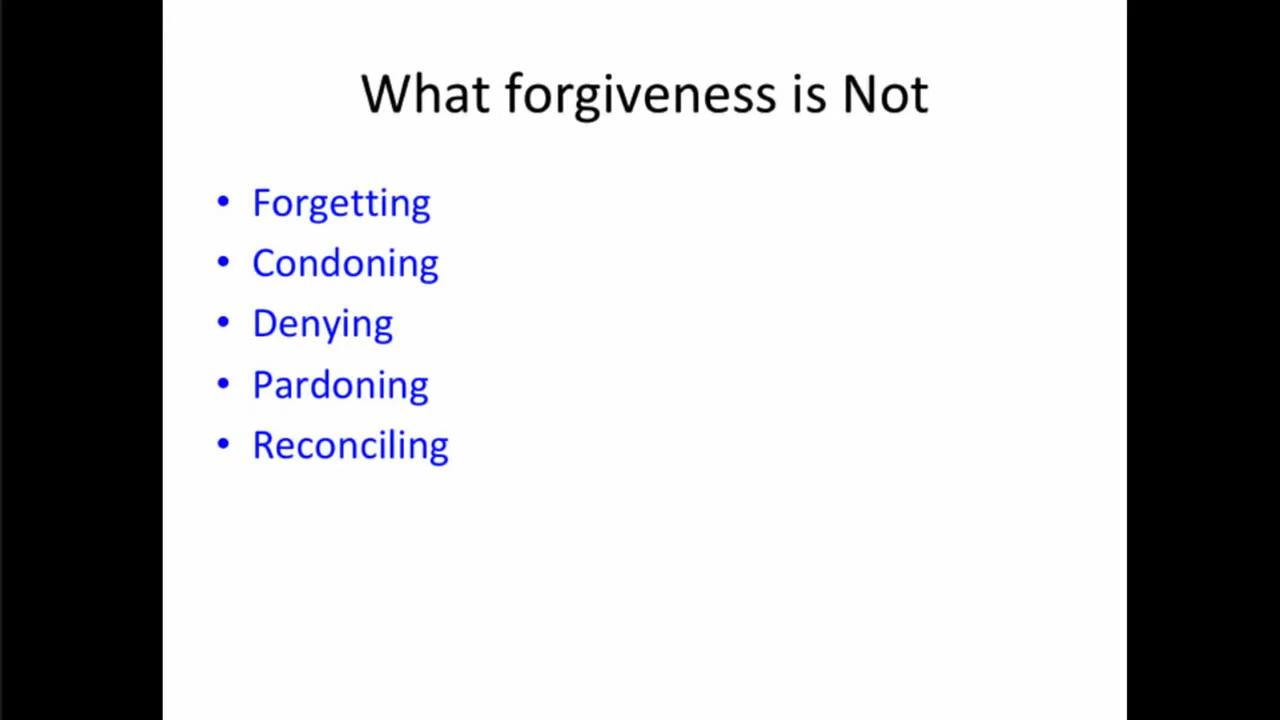 What forgiveness is Not
• Forgetting
• Condoning
• Denying
• Pardoning
• Reconciling